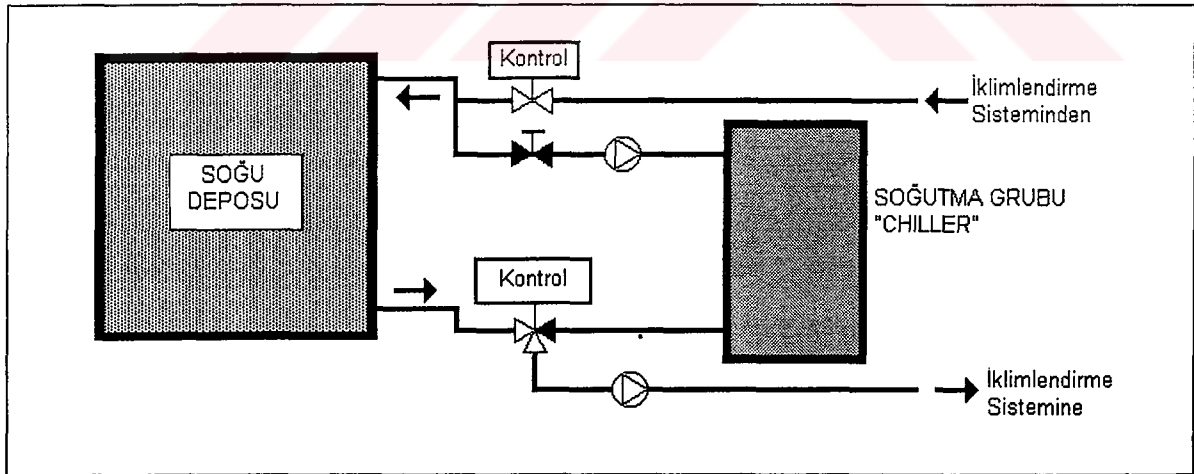 Kontrol
İklimlendirme
Sisteminden
SOĞU
DEPOSU
SOĞUTMA GRUBU
"CHILLER"
Kontrol
İklimlendirme
Sistemine